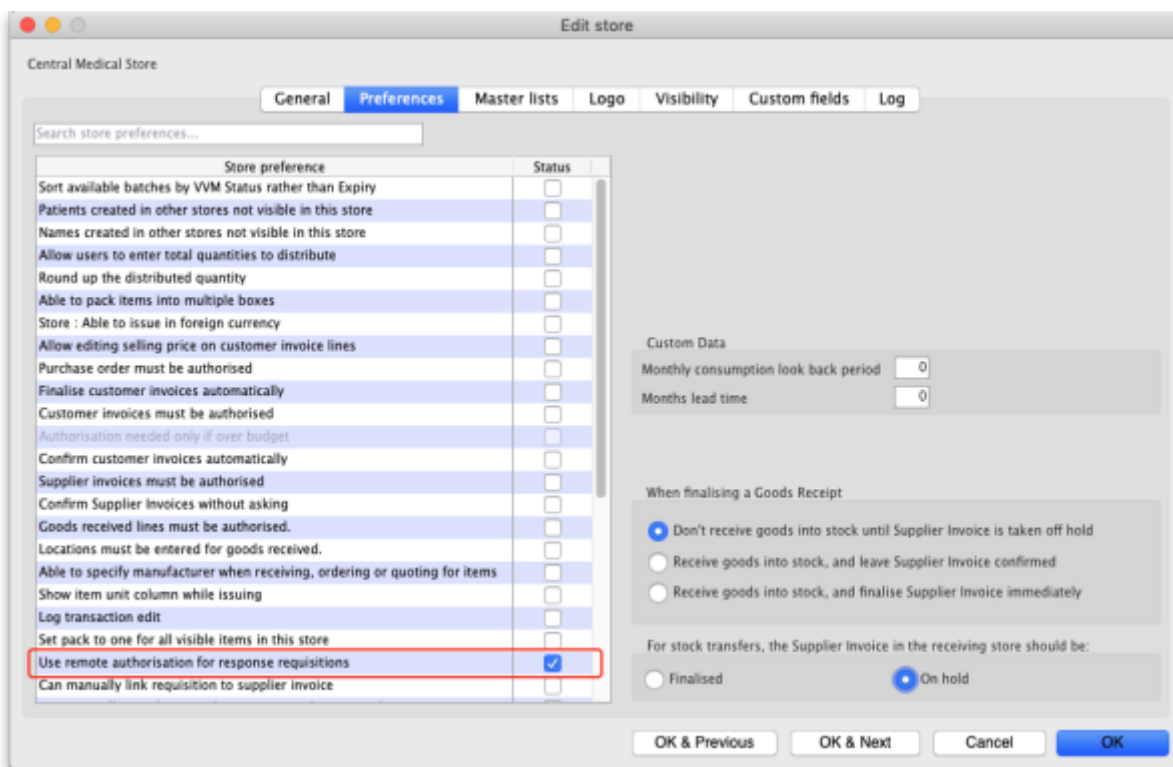 Edit store
Central Medical Store
General Preferences Master lists Logo Visibility Custom fields Log
Search store preferences...
Store preference Status
Sort available batches by VVM Status rather than Expiry
Patients created in other stores not visible in this store
Names created in other stores not visible in this store
Allow users to enter total quantities to distribute
Round up the distributed quantity
Able to pack items into multiple boxes
Store : Able to issue in foreign currency
Allow editing selling price on customer invoice lines
Purchase order must be authorised
Finalise customer invoices automatically
Customer invoices must be authorised
Authorisation needed only if over budget
Confirm customer invoices automatically
Supplier invoices must be authorised
Confirm Supplier Invoices without asking
Goods received lines must be authorised.
Locations must be entered for goods received.
Able to specify manufacturer when receiving, ordering or quoting for items
Show item unit column while issuing
Log transaction edit
Set pack to one for all visible items in this store
Use remote authorisation for response requisitions
Can manually link requisition to supplier invoice
Custom Data
Monthly consumption look back period 0
Months lead time 0
When finalising a Goods Receipt
Don't receive goods into stock until Supplier Invoice is taken off hold
Receive goods into stock, and leave Supplier Invoice confirmed
Receive goods into stock, and finalise Supplier Invoice immediately
For stock transfers, the Supplier Invoice in the receiving store should be:
Finalised On hold
OK & Previous OK & Next Cancel OK